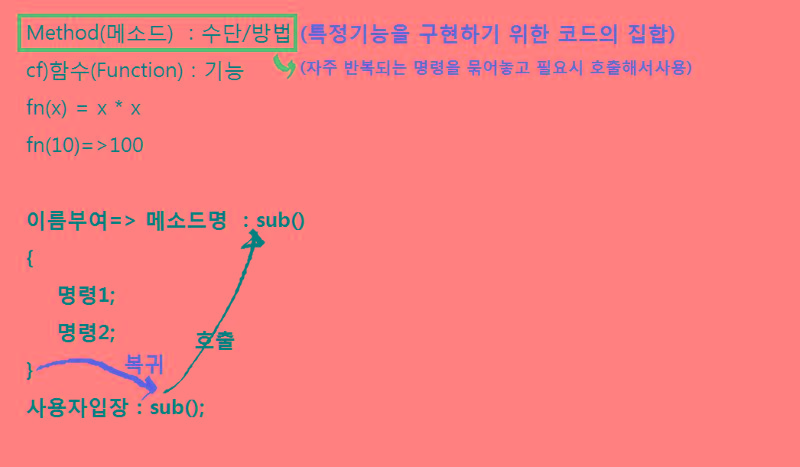 Method(메소드) : 수단/방법 (특정기능을 구현하기 위한 코드의 집합)
cf)함수(Function) : 기능 (자주 반복되는 명령을 묶어놓고 필요시 호출해서사용)
fn(x) = x * x
fn(10)=>100
이름부여=> 메소드명 : sub()
{
명령1;
명령2;
호출
} 복귀
사용자입장 : sub();